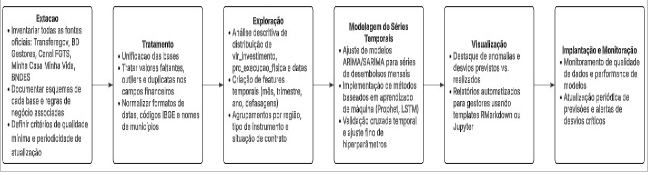 Extacao
• Inventariar todas as fontes
oficiais: Transferegov, BD
Gestores, Canal FGTS,
Minha Casa Minha Vida,
BNDES
• Documentar esquemas de
cada base e regras de
negócio associadas
• Definir critérios de qualidade
mínima e periodicidade de
atualização
Tratamento
• Unificacao das bases
• Tratar valores faltantes,
outliers e duplicatas nos
campos financeiros
• Normalizar formatos de
datas, códigos IBGE e nomes
de municípios
Exploração
• Análise descritiva de
distribuição de
vlr_investimento,
pro_execucao_fisica e datas
• Criação de features
temporais (mês, trimestre,
ano, defasagens)
• Agrupamentos por região,
tipo de instrumento e
situação de contrato
Modelagem de Séries
Temporais
• Ajuste de modelos
ARIMA/SARIMA para séries
de desembolsos mensais
• Implementação de métodos
baseados em aprendizado
de máquina (Prophet, LSTM)
• Validação cruzada temporal
e ajuste fino de
hiperparâmetros
Visualização
• Destaque de anomalias e
desvios previstos vs.
realizados
• Relatórios automatizados
para gestores usando
templates RMarkdown ou
Jupyter
Implantação e Monitoração
• Monitoramento de qualidade
de dados e performance de
modelos
• Atualização periódica de
previsões e alertas de
desvios críticos